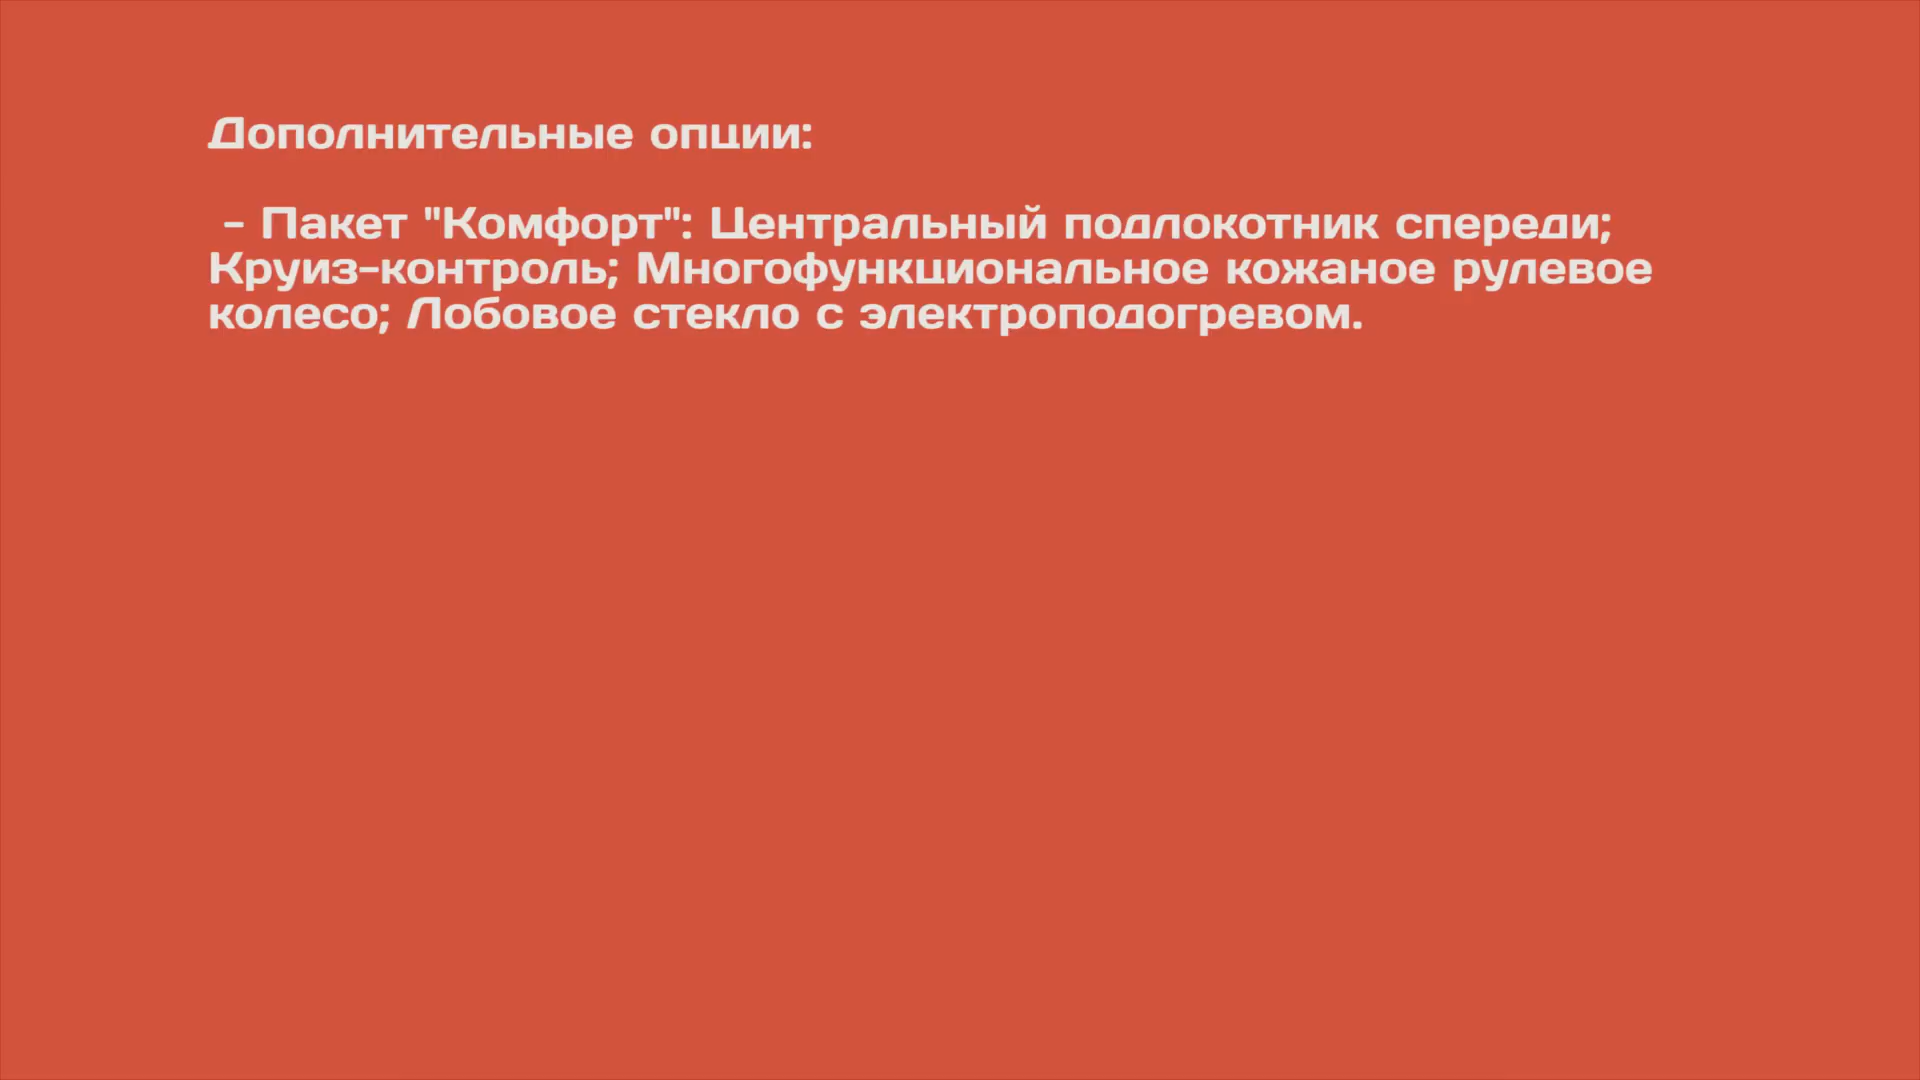 Дополнительные опции:
- Пакет "Комфорт": Центральный подлокотник спереди;
Круиз-контроль; Многофункциональное кожаное рулевое
колесо; Лобовое стекло с электроподогревом.